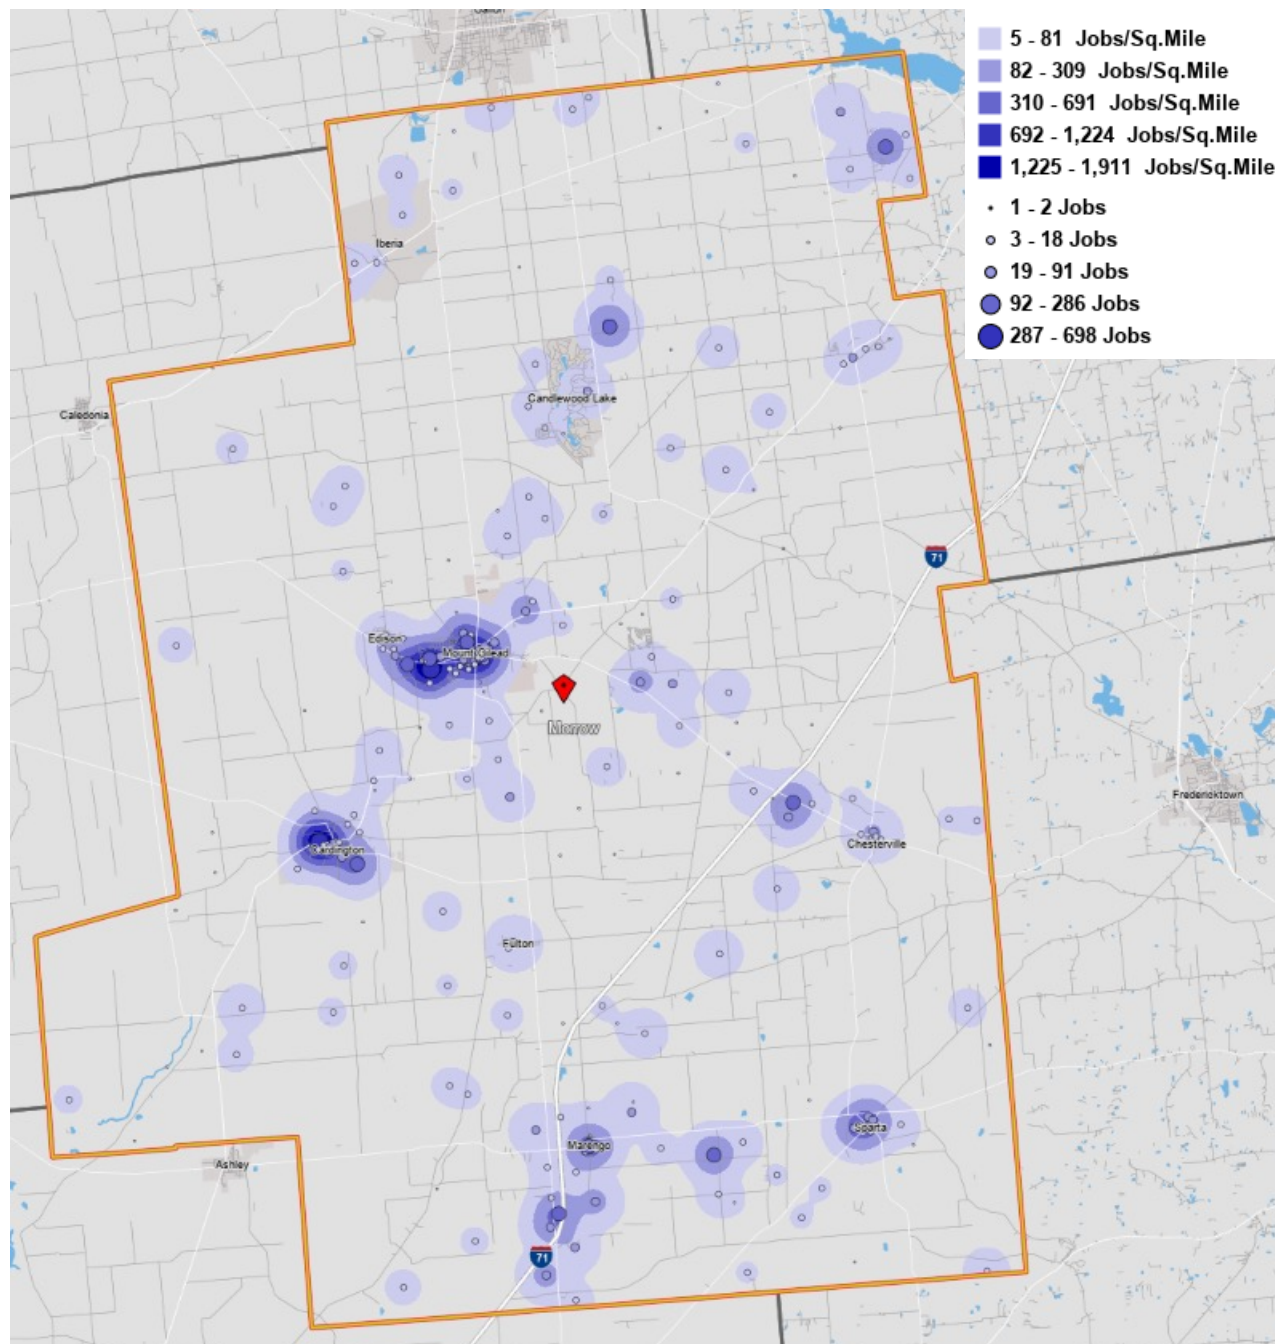 Galion
5 - 81 Jobs/Sq.Mile
82 - 309 Jobs/Sq.Mile
310 - 691 Jobs/Sq.Mile
692 - 1,224 Jobs/Sq.Mile
1,225 - 1,911 Jobs/Sq.Mile
1 - 2 Jobs
3 - 18 Jobs
19 - 91 Jobs
92 - 286 Jobs
287 - 698 Jobs
Iberia
Candlewood Lake
Caledonia
71
Edison
Mount Gilead
Morrow
Fredericktown
Chesterville
Cardington
Fulton
Sparta
Marengo
Ashley
71